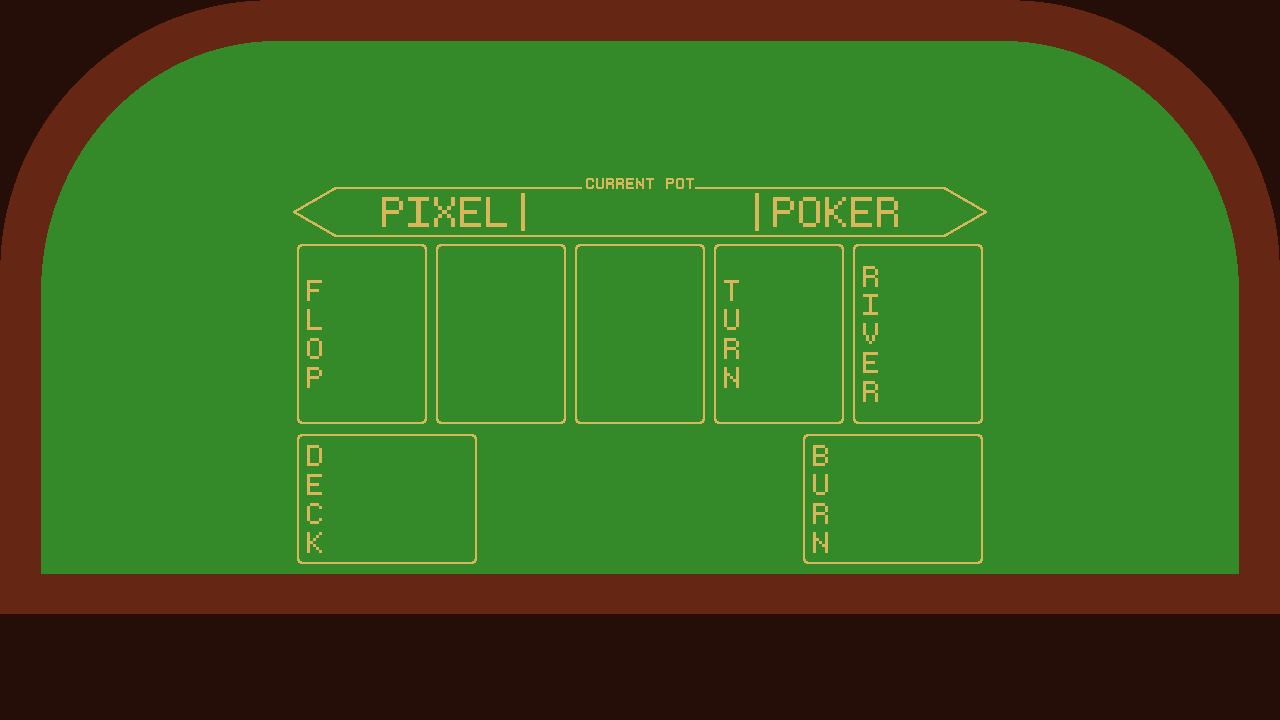 CURRENT POT
PIXEL | | POKER
FLOP
TURN
RIVER
DECK
BURN